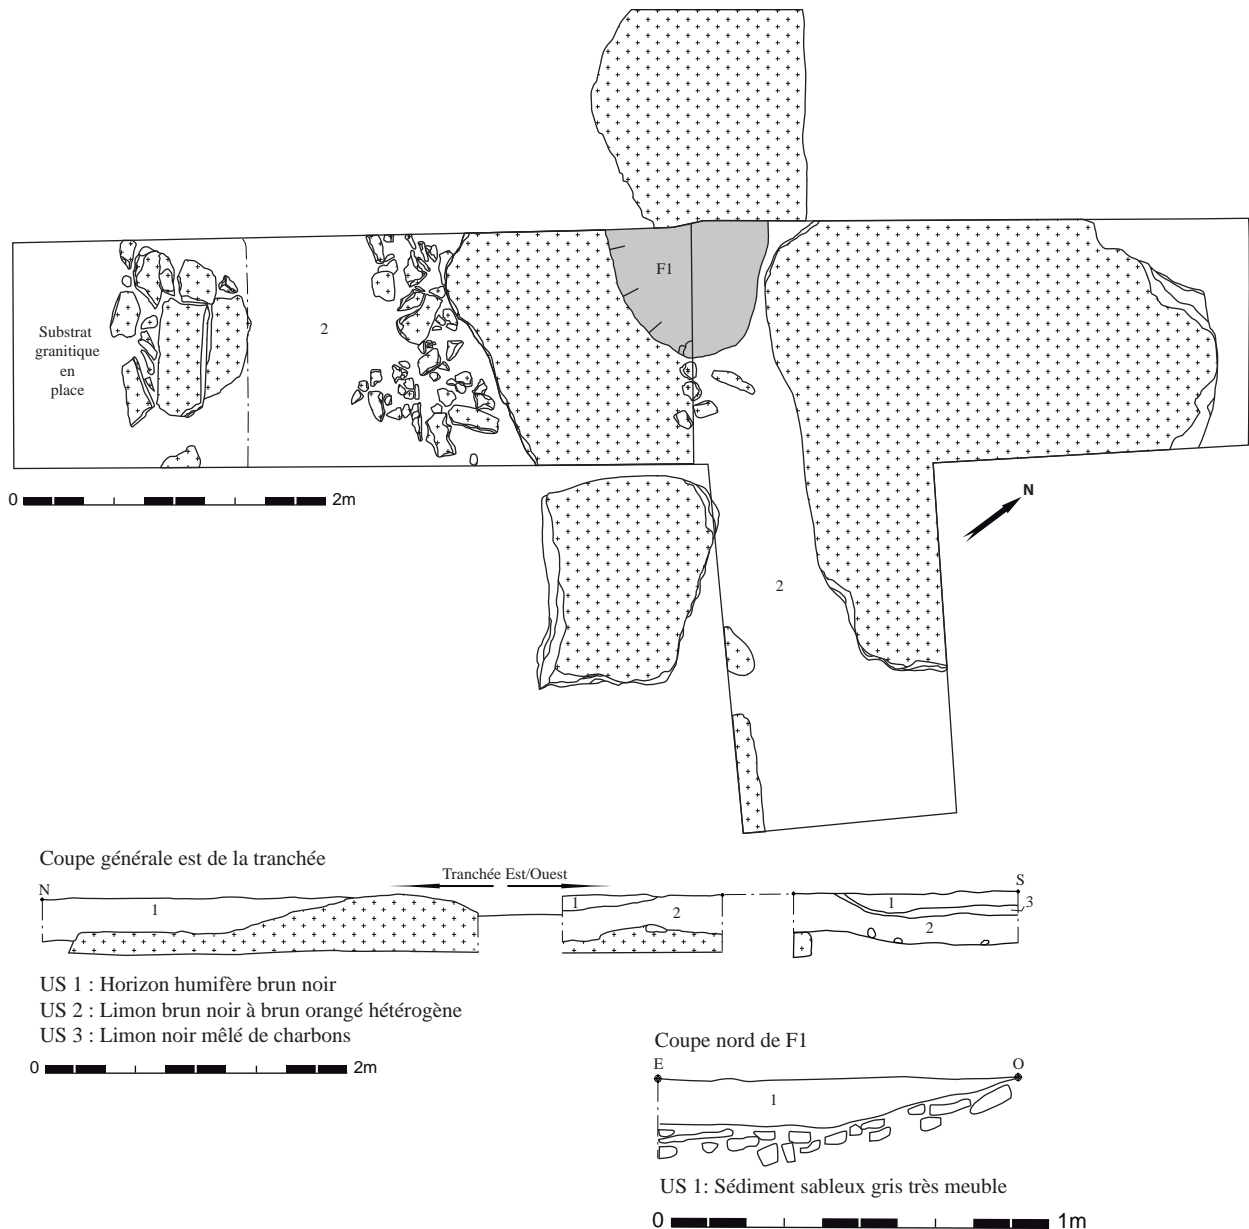 F1
Substrat
granitique
en
place
2
0 2m
N
2
Coupe générale est de la tranchée
Tranchée Est/Ouest
N S
1 1 2 1 3 2
US 1 : Horizon humifère brun noir
US 2 : Limon brun noir à brun orangé hétérogène
US 3 : Limon noir mêlé de charbons
0 2m
Coupe nord de F1
E O
1
US 1: Sédiment sableux gris très meuble
0 1m